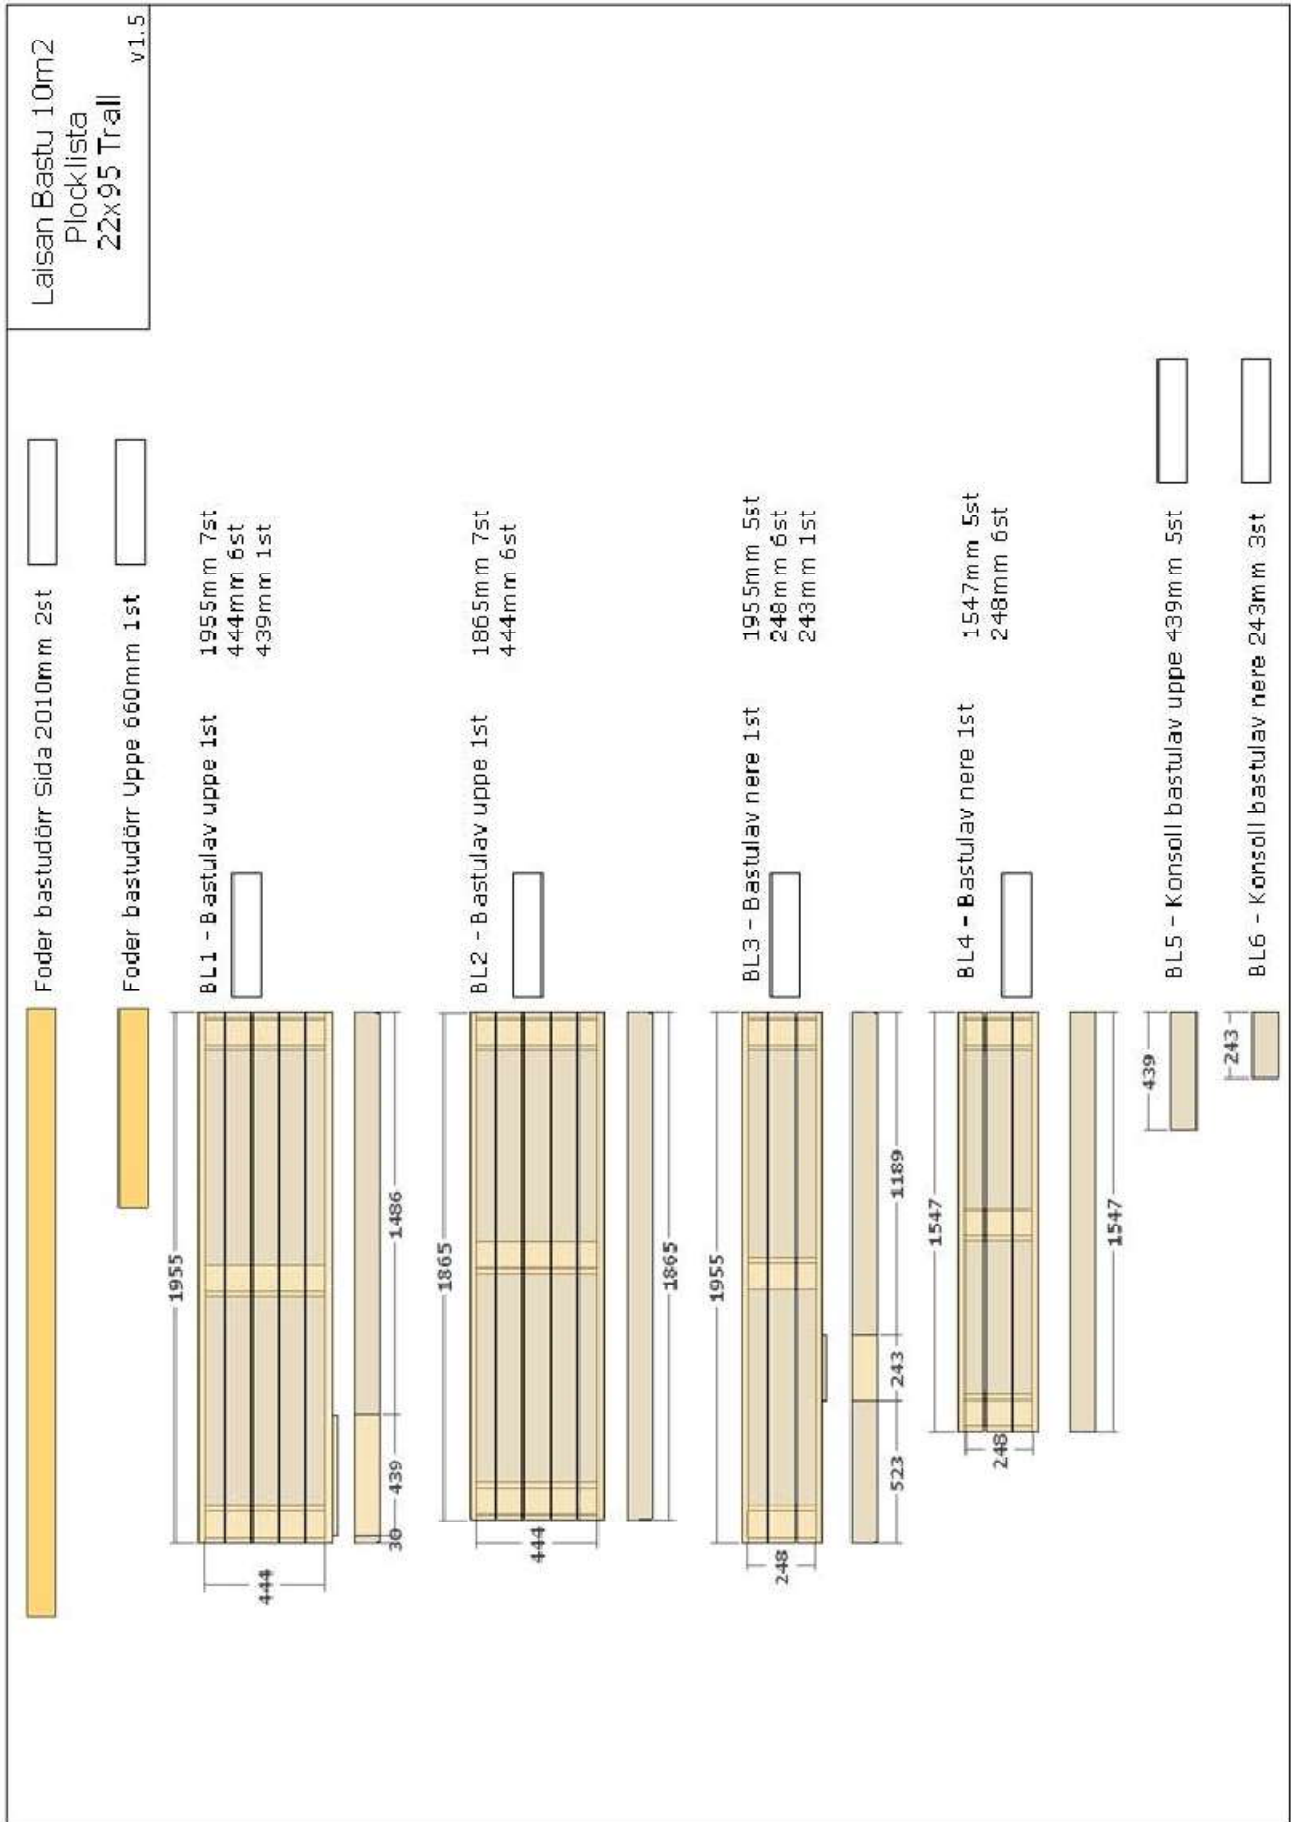 Laisan Bastu 10m2
Plocklista
22x95 Trall
v1.5
Foder bastudörr Sida 2010mm 2st
Foder bastudörr Uppe 660mm 1st
BL1 - Bastulav uppe 1st
1955mm 7st
444mm 6st
439mm 1st
1955
444
30
439
1486
BL2 - Bastulav uppe 1st
1865mm 7st
444mm 6st
1865
444
1865
BL3 - Bastulav nere 1st
1955mm 5st
248mm 6st
243mm 1st
1955
248
523
243
1189
BL4 - Bastulav nere 1st
1547mm 5st
248mm 6st
1547
248
1547
BL5 - Konsoll bastulav uppe 439mm 5st
439
BL6 - Konsoll bastulav nere 243mm 3st
243